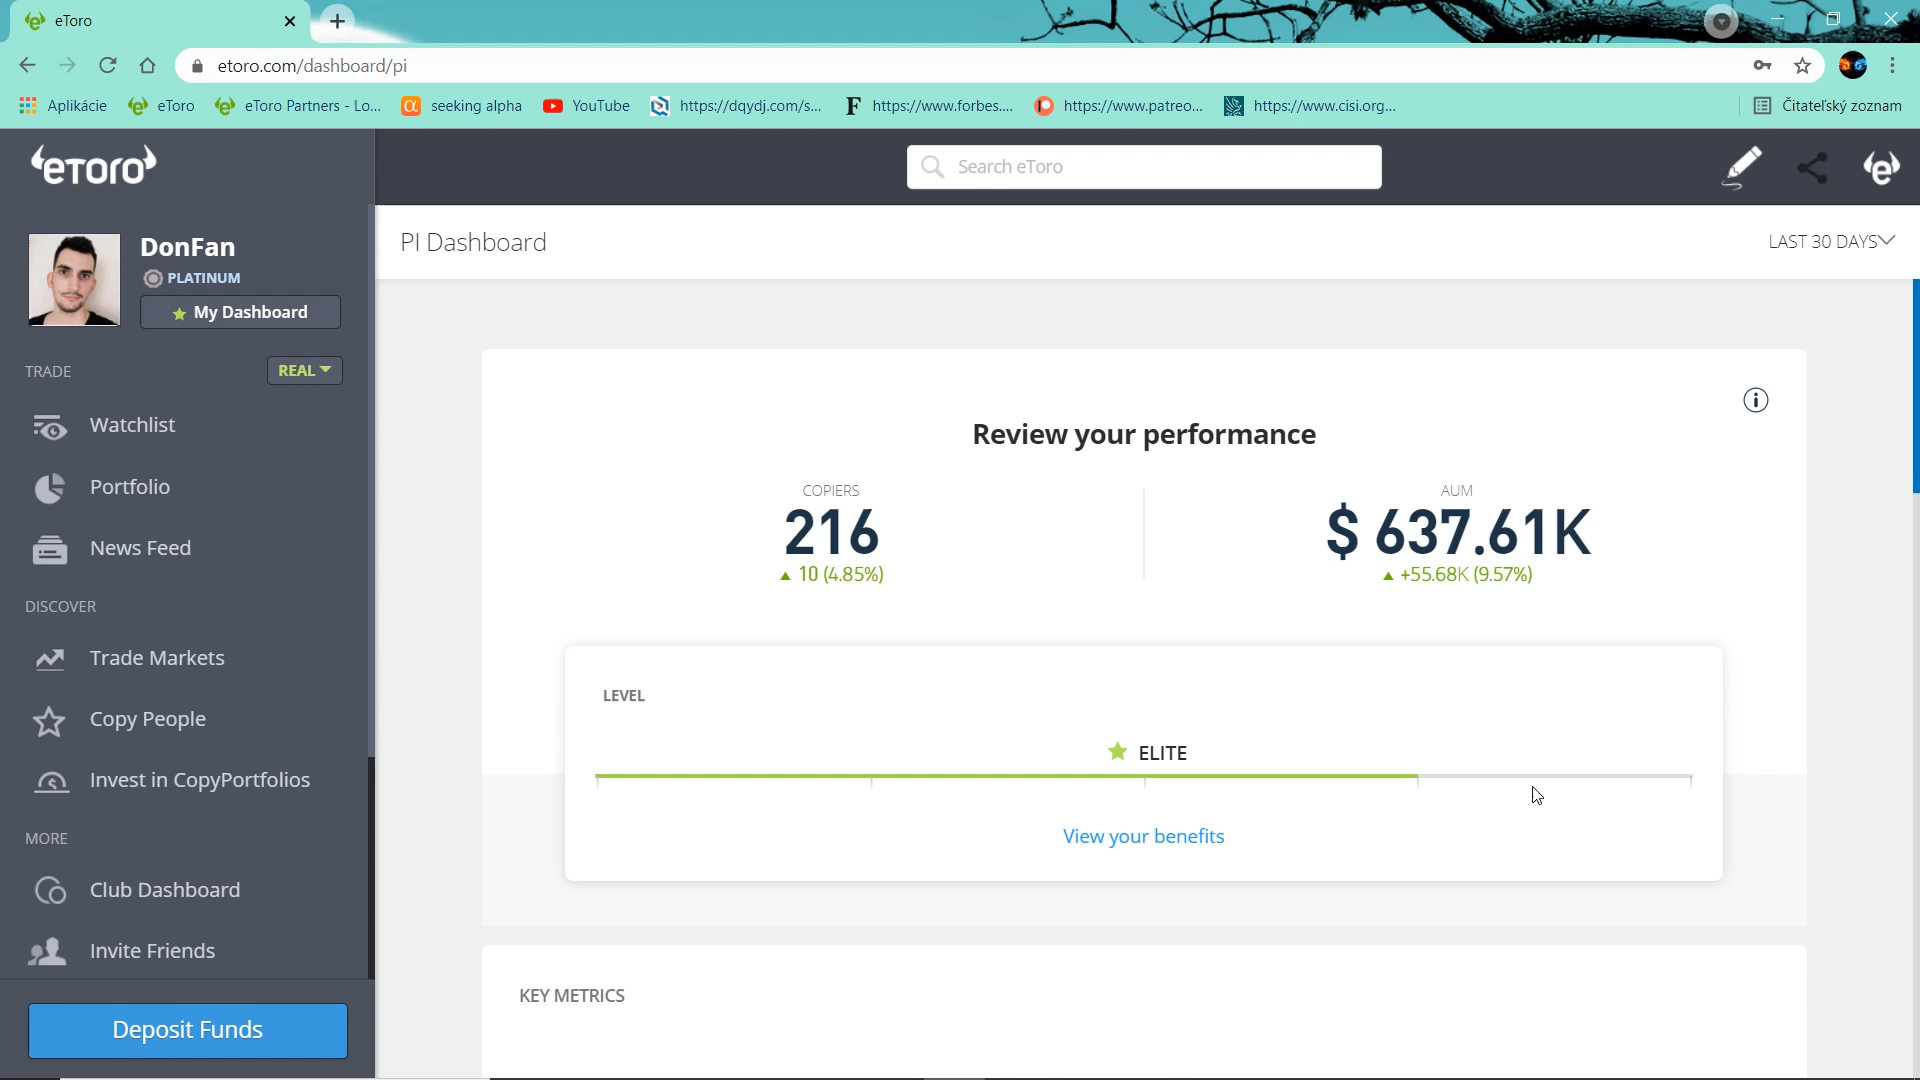 eToro
etoro.com/dashboard/pi
Aplikácie
eToro
eToro Partners - Lo...
seeking alpha
YouTube
https://dqydj.com/s...
https://www.forbes....
https://www.patreo...
https://www.cisi.org...
Čitateľský zoznam
eToro
Search eToro
DonFan
PLATINUM
My Dashboard
TRADE
REAL
Watchlist
Portfolio
News Feed
DISCOVER
Trade Markets
Copy People
Invest in CopyPortfolios
MORE
Club Dashboard
Invite Friends
Deposit Funds
PI Dashboard
LAST 30 DAYS
Review your performance
COPIERS
216
10 (4.85%)
AUM
$ 637.61K
+55.68K (9.57%)
LEVEL
ELITE
View your benefits
KEY METRICS